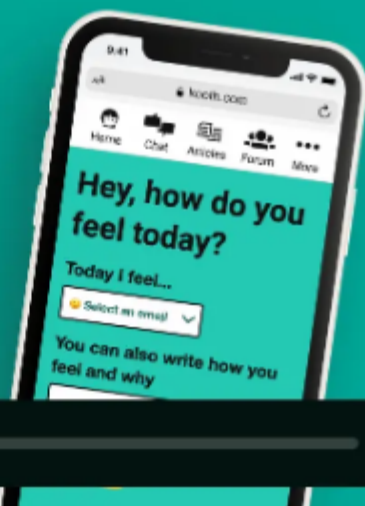 9:41
AA
kooth.com
Home Chat Articles Forum More
Hey, how do you
feel today?
Today I feel...
Select an emoji
You can also write how you
feel and why